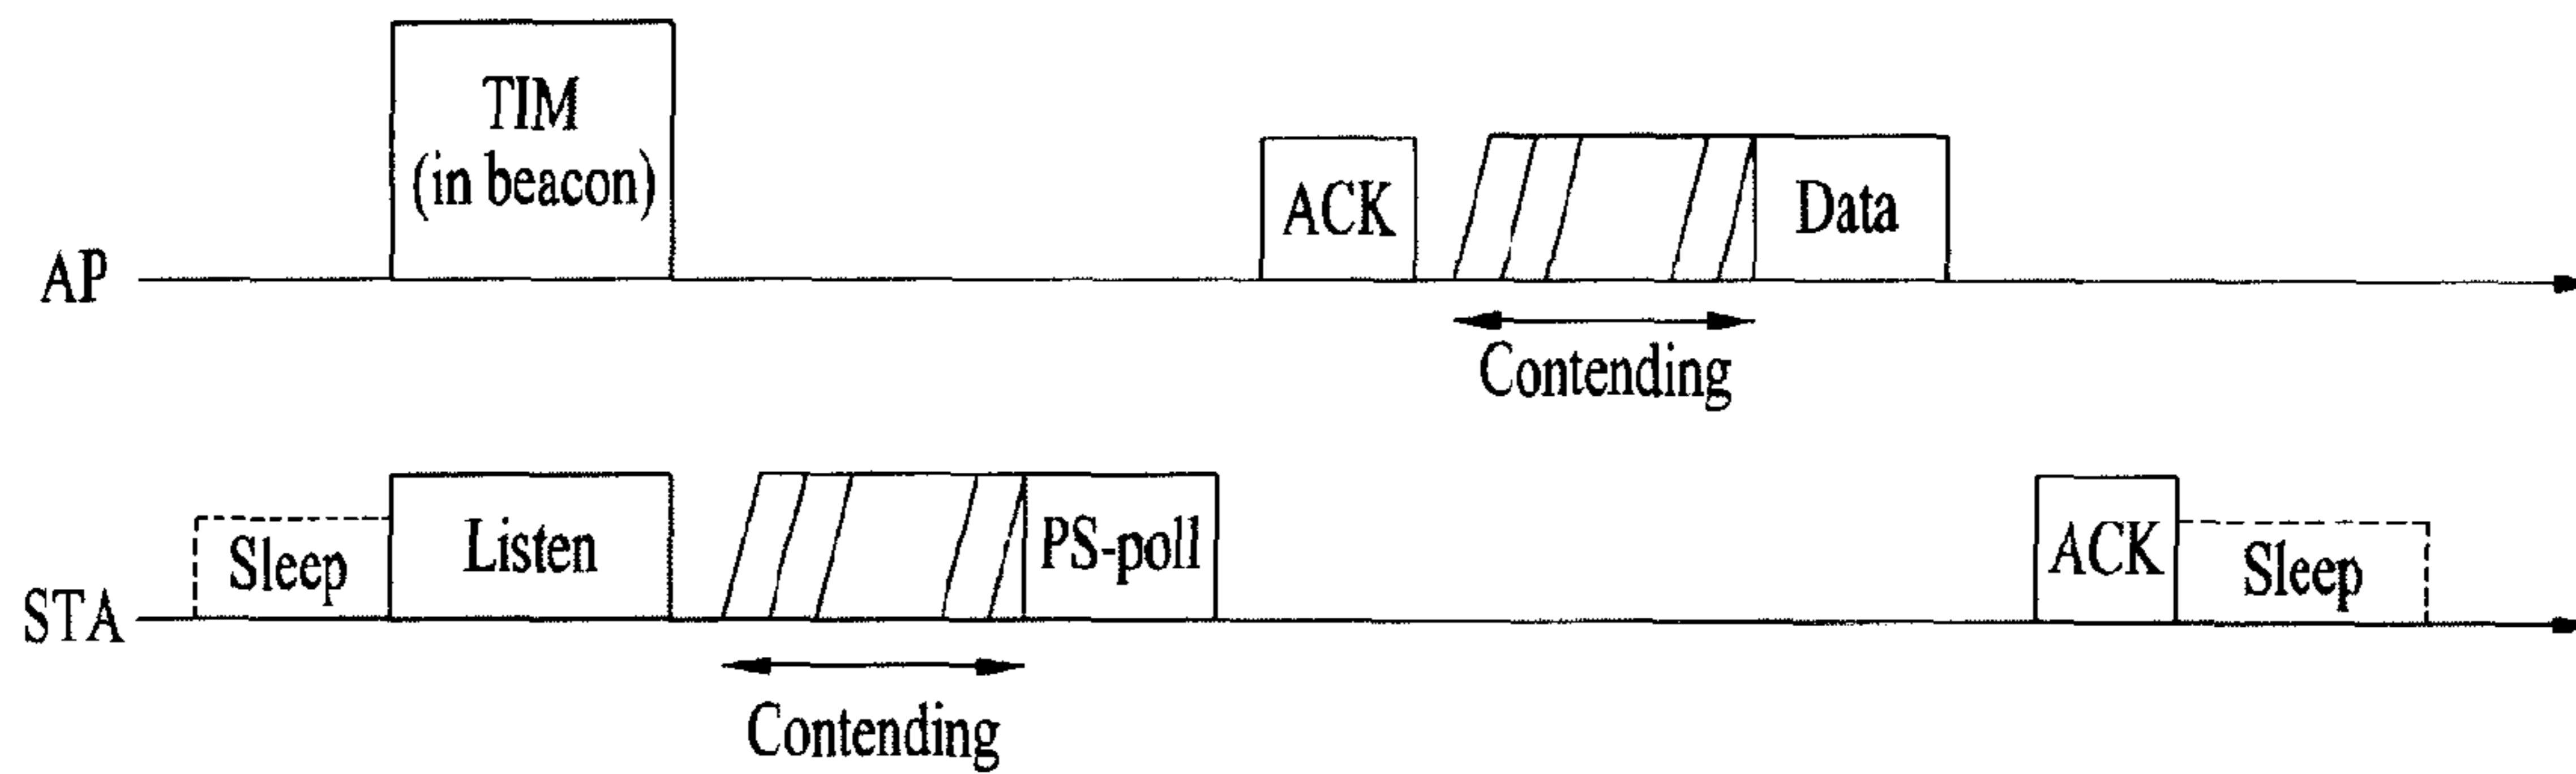 TIM
(in beacon)
ACK
Data
AP
Contending
Sleep
Listen
PS-poll
ACK
Sleep
STA
Contending